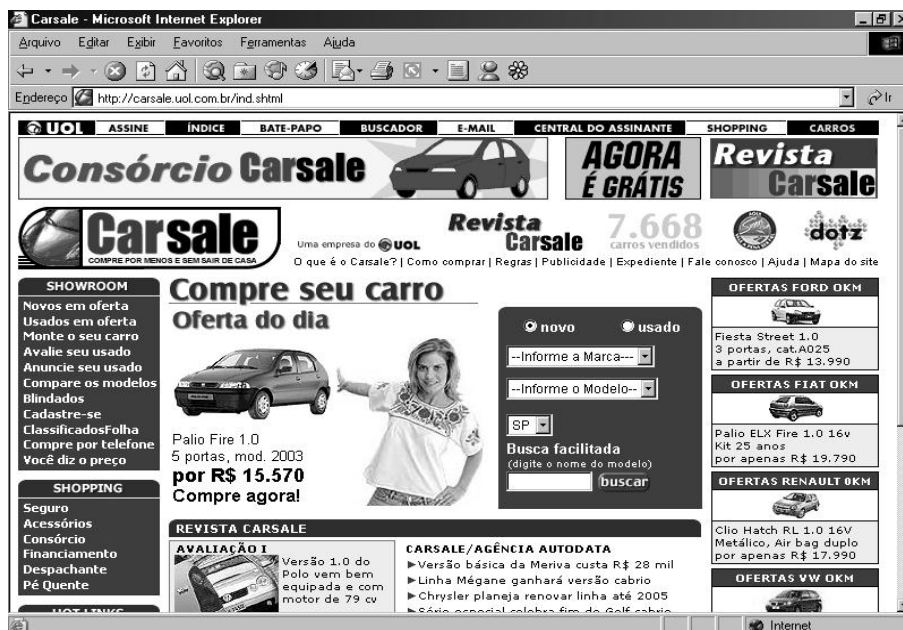 Carsale - Microsoft Internet Explorer
Arquivo Editar Exibir Favoritos Ferramentas Ajuda
Endereço http://carsale.uol.com.br/ind.shtml Ir
UOL ASSINE ÍNDICE BATE-PAPO BUSCADOR E-MAIL CENTRAL DO ASSINANTE SHOPPING CARROS
Consórcio Carsale
AGORA
É GRÁTIS
Revista
Carsale
Carsale
COMPRE POR MENOS E SEM SAIR DE CASA
Uma empresa do UOL
Revista
Carsale
7.668
carros vendidos
dotz
O que é o Carsale? | Como comprar | Regras | Publicidade | Expediente | Fale conosco | Ajuda | Mapa do site
SHOWROOM
Novos em oferta
Usados em oferta
Monte o seu carro
Avalie seu usado
Anuncie seu usado
Compare os modelos
Blindados
Cadastre-se
ClassificadosFolha
Compre por telefone
Você diz o preço
SHOPPING
Seguro
Acessórios
Consórcio
Financiamento
Despachante
Pé Quente
HOT LINKS
Compre seu carro
Oferta do dia
Palio Fire 1.0
5 portas, mod. 2003
por R$ 15.570
Compre agora!
novo usado
--Informe a Marca---
--Informe o Modelo--
SP
Busca facilitada
(digite o nome do modelo)
buscar
REVISTA CARSALE
AVALIAÇÃO I
Versão 1.0 do
Polo vem bem
equipada e com
motor de 79 cv
CARSALE/AGÊNCIA AUTODATA
Versão básica da Meriva custa R$ 28 mil
Linha Mégane ganhará versão cabrio
Chrysler planeja renovar linha até 2005
Série especial celebra fim do Golf cabrio
OFERTAS FORD 0KM
Fiesta Street 1.0
3 portas, cat.A025
a partir de R$ 13.990
OFERTAS FIAT 0KM
Palio ELX Fire 1.0 16v
Kit 25 anos
por apenas R$ 19.790
OFERTAS RENAULT 0KM
Clio Hatch RL 1.0 16V
Metálico, Air bag duplo
por apenas R$ 17.990
OFERTAS VW 0KM
Internet